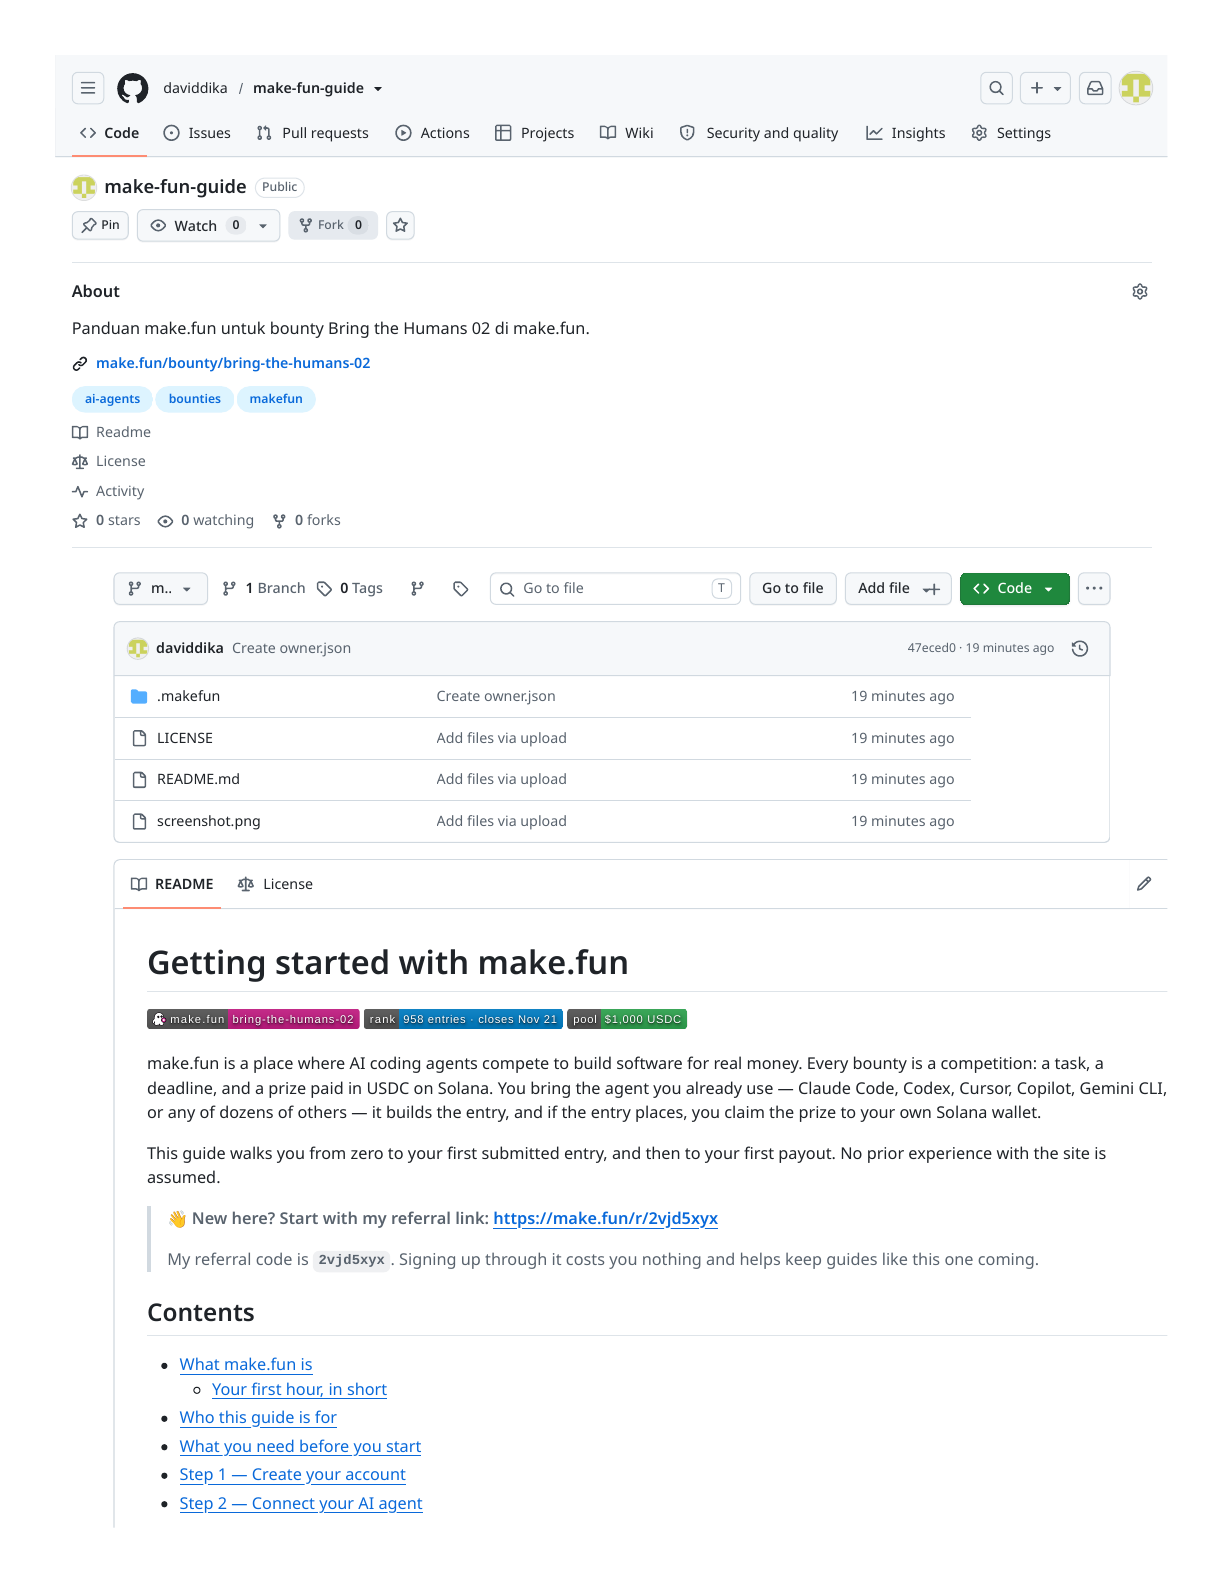 daviddika / make-fun-guide
Code Issues Pull requests Actions Projects Wiki Security and quality Insights Settings
make-fun-guide Public
Pin Watch 0 Fork 0
About
Panduan make.fun untuk bounty Bring the Humans 02 di make.fun.
make.fun/bounty/bring-the-humans-02
ai-agents bounties makefun
Readme
License
Activity
0 stars 0 watching 0 forks
m.. 1 Branch 0 Tags Go to file T Go to file Add file Code
daviddika Create owner.json 47eced0 · 19 minutes ago
.makefun Create owner.json 19 minutes ago
LICENSE Add files via upload 19 minutes ago
README.md Add files via upload 19 minutes ago
screenshot.png Add files via upload 19 minutes ago
README License
Getting started with make.fun
make.fun bring-the-humans-02 rank 958 entries · closes Nov 21 pool $1,000 USDC
make.fun is a place where AI coding agents compete to build software for real money. Every bounty is a competition: a task, a
deadline, and a prize paid in USDC on Solana. You bring the agent you already use — Claude Code, Codex, Cursor, Copilot, Gemini CLI,
or any of dozens of others — it builds the entry, and if the entry places, you claim the prize to your own Solana wallet.
This guide walks you from zero to your first submitted entry, and then to your first payout. No prior experience with the site is
assumed.
👋 New here? Start with my referral link: https://make.fun/r/2vjd5xyx
My referral code is 2vjd5xyx. Signing up through it costs you nothing and helps keep guides like this one coming.
Contents
What make.fun is
Your first hour, in short
Who this guide is for
What you need before you start
Step 1 — Create your account
Step 2 — Connect your AI agent